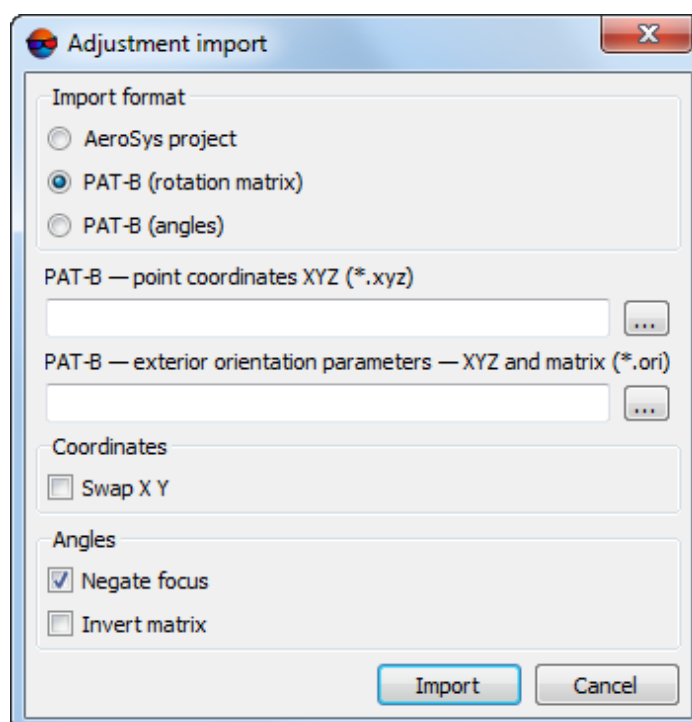 Adjustment import
Import format
AeroSys project
PAT-B (rotation matrix)
PAT-B (angles)
PAT-B — point coordinates XYZ (*.xyz)
...
PAT-B — exterior orientation parameters — XYZ and matrix (*.ori)
...
Coordinates
Swap X Y
Angles
Negate focus
Invert matrix
Import Cancel